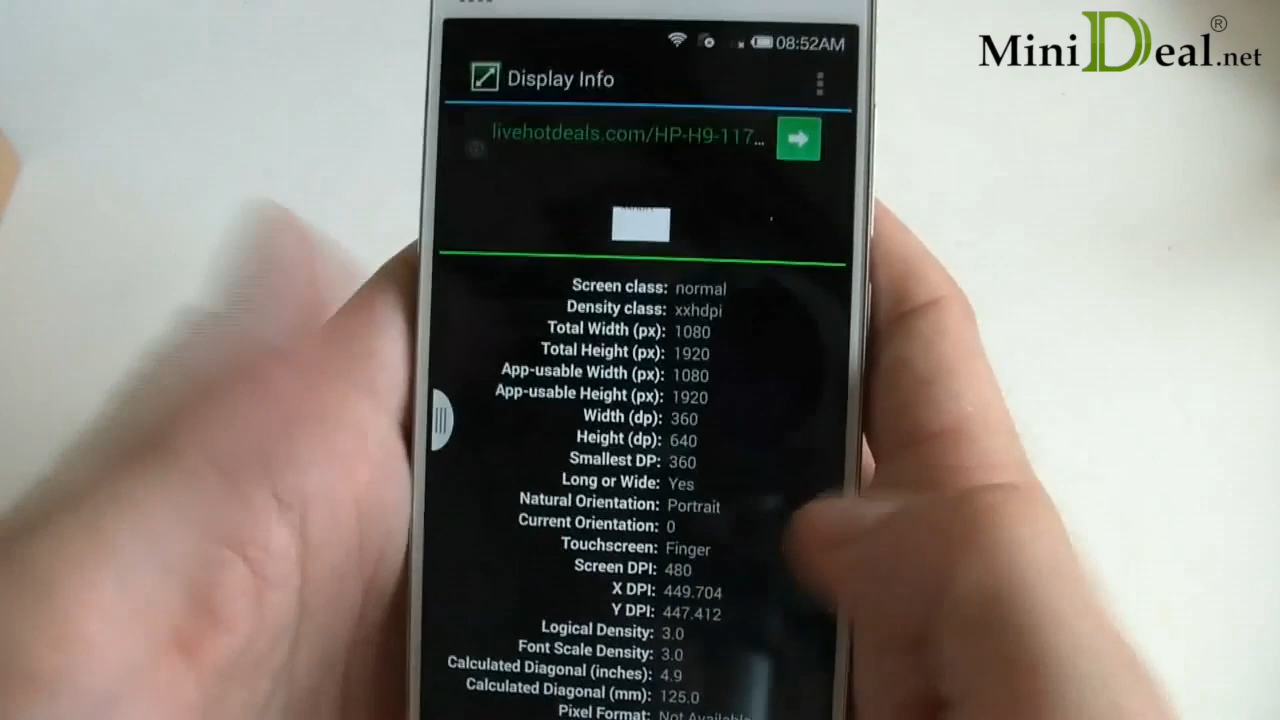 MiniDeal.net
®
08:52AM
Display Info
livehotdeals.com/HP-H9-117...
Screen class: normal
Density class: xxhdpi
Total Width (px): 1080
Total Height (px): 1920
App-usable Width (px): 1080
App-usable Height (px): 1920
Width (dp): 360
Height (dp): 640
Smallest DP: 360
Long or Wide: Yes
Natural Orientation: Portrait
Current Orientation: 0
Touchscreen: Finger
Screen DPI: 480
X DPI: 449.704
Y DPI: 447.412
Logical Density: 3.0
Font Scale Density: 3.0
Calculated Diagonal (inches): 4.9
Calculated Diagonal (mm): 125.0
Pixel Format: Not Available